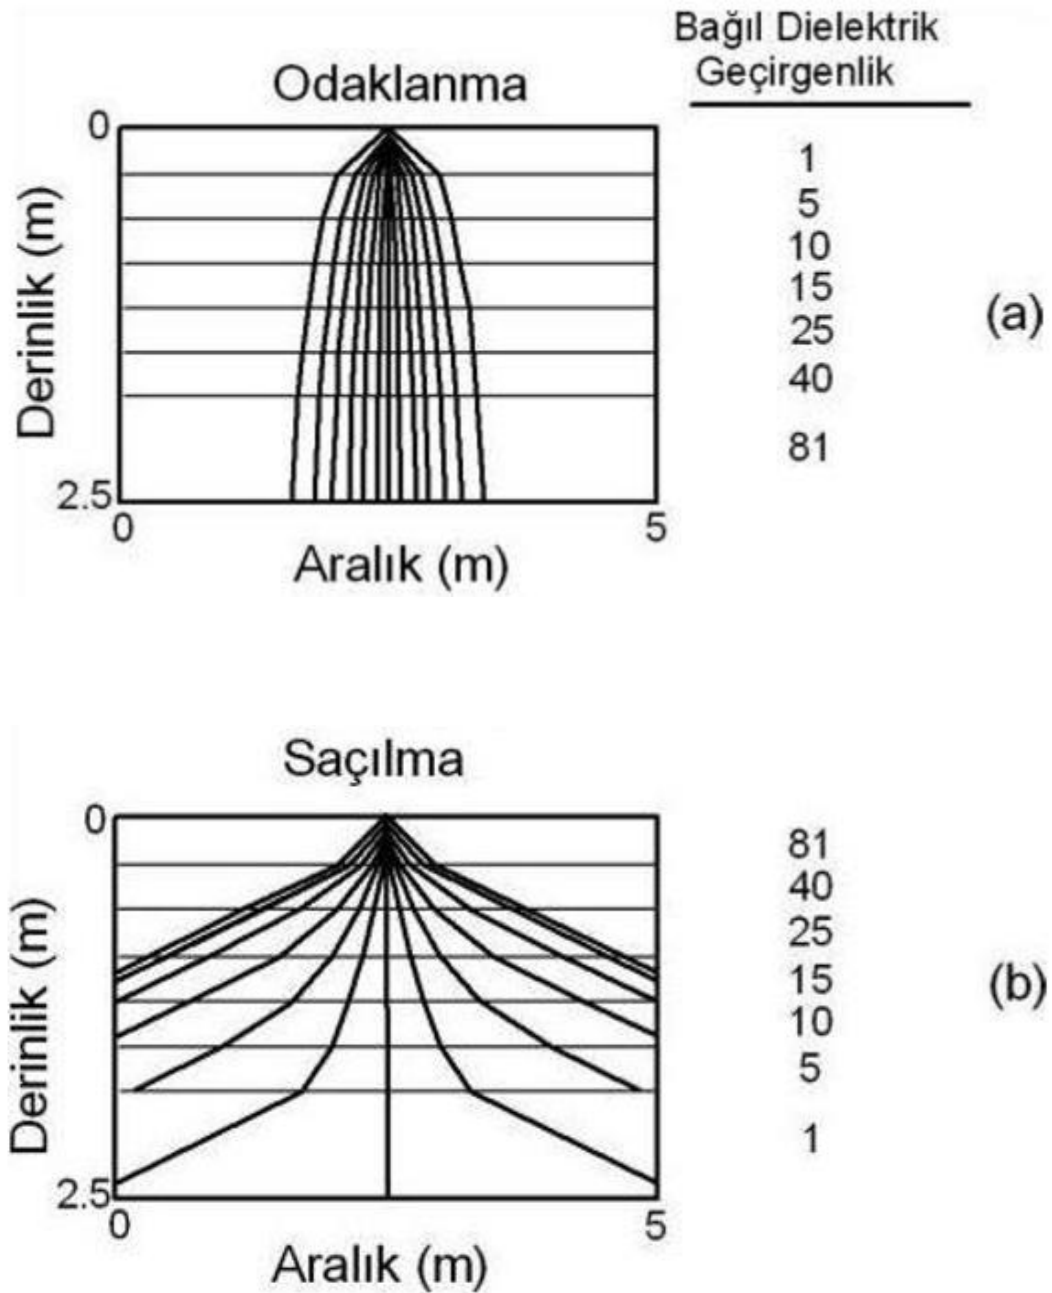 Bağıl Dielektrik
Geçirgenlik
Odaklanma
0
1
5
10
15
25
40
81
Derinlik (m)
(a)
2.5
0
5
Aralık (m)
Saçılma
0
81
40
25
15
10
5
1
Derinlik (m)
(b)
2.5
0
5
Aralık (m)